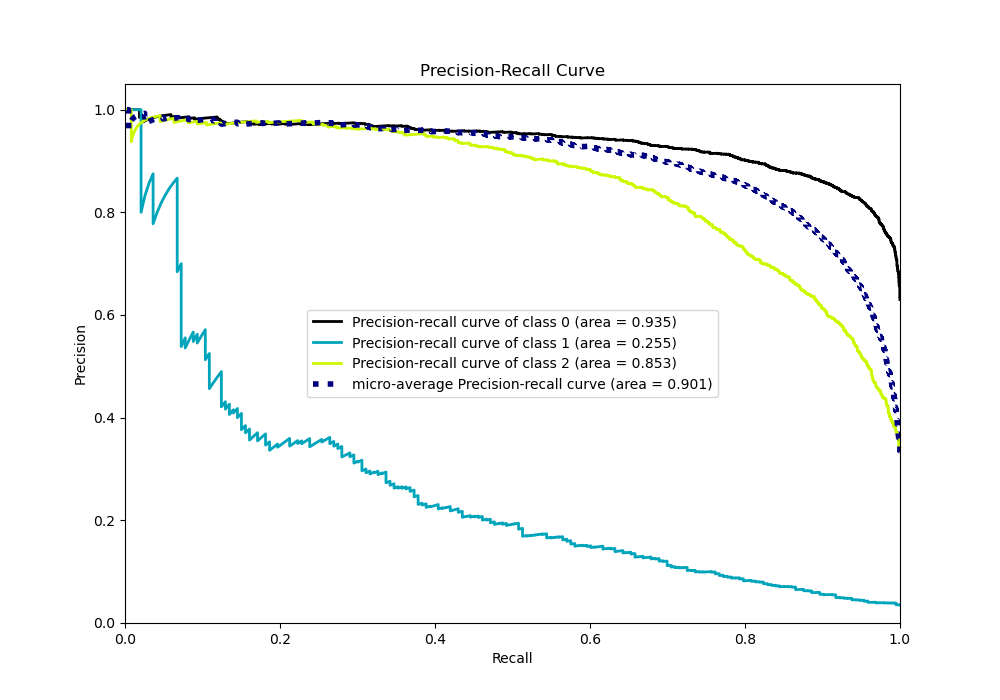 Precision-Recall Curve
1.0
0.8
0.6
0.4
0.2
0.0
Precision
Precision-recall curve of class 0 (area = 0.935)
Precision-recall curve of class 1 (area = 0.255)
Precision-recall curve of class 2 (area = 0.853)
micro-average Precision-recall curve (area = 0.901)
0.0 0.2 0.4 0.6 0.8 1.0
Recall